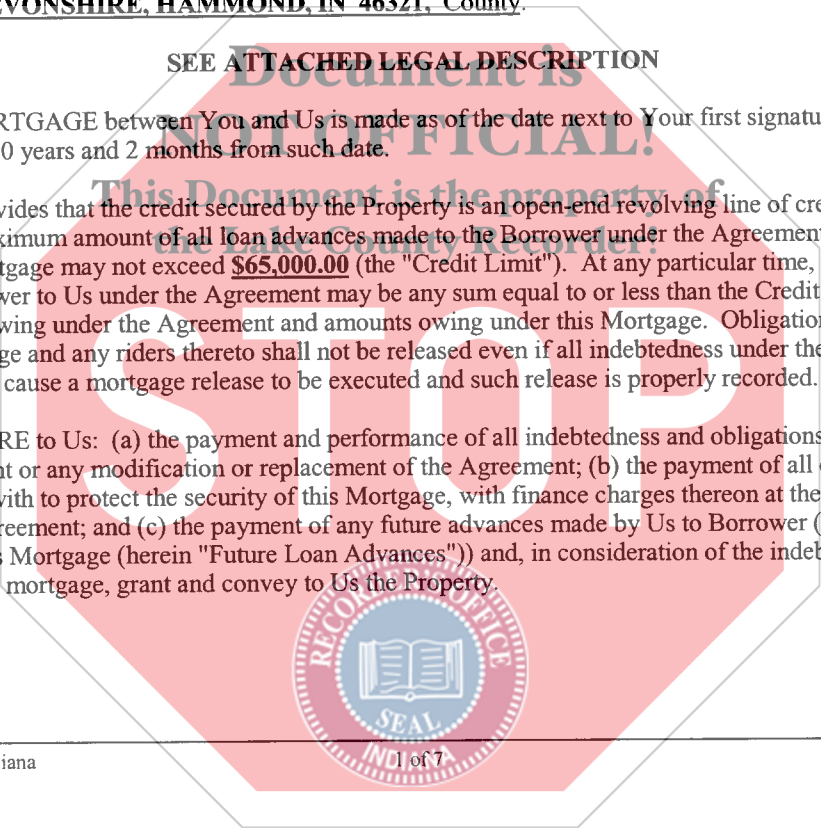 EVONSHIRE, HAMMOND, IN 46321, County.
SEE ATTACHED LEGAL DESCRIPTION
Document is
RTGAGE between You and Us is made as of the date next to Your first signatu
NOT OFFICIAL!
0 years and 2 months from such date.
This Document is the property of
vides that the credit secured by the Property is an open-end revolving line of cre
the Lake County Recorder!
ximum amount of all loan advances made to the Borrower under the Agreemen
tgage may not exceed $65,000.00 (the "Credit Limit"). At any particular time,
wer to Us under the Agreement may be any sum equal to or less than the Credit
wing under the Agreement and amounts owing under this Mortgage. Obligation
ge and any riders thereto shall not be released even if all indebtedness under the
cause a mortgage release to be executed and such release is properly recorded.
STOP
RE to Us: (a) the payment and performance of all indebtedness and obligations
nt or any modification or replacement of the Agreement; (b) the payment of all
with to protect the security of this Mortgage, with finance charges thereon at the
reement; and (c) the payment of any future advances made by Us to Borrower (
s Mortgage (herein "Future Loan Advances")) and, in consideration of the indeb
mortgage, grant and convey to Us the Property.
RECORDER'S OFFICE
SEAL
INDIANA
iana
1 of 7